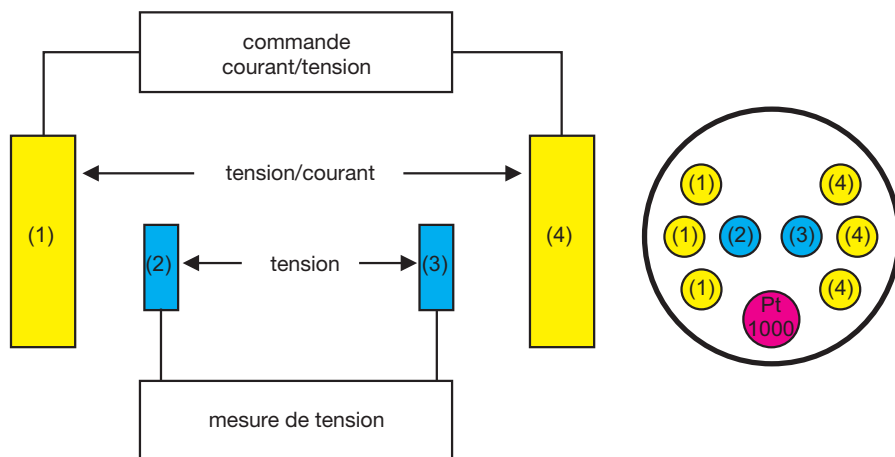 commande
courant/tension
tension/courant
(1)
(4)
(2)
tension
(3)
mesure de tension
(1)
(4)
(1)
(2)
(3)
(4)
(1)
(4)
Pt
1000